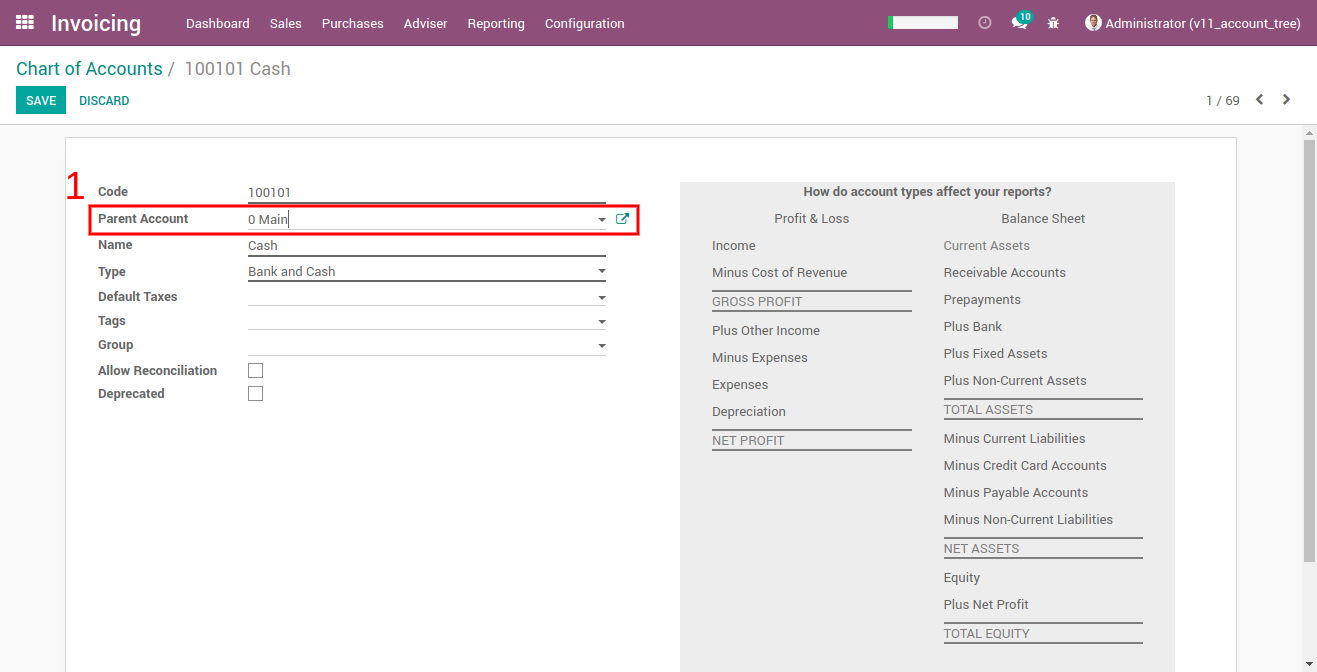 Invoicing Dashboard Sales Purchases Adviser Reporting Configuration 10 Administrator (v11_account_tree)
Chart of Accounts / 100101 Cash
SAVE DISCARD 1 / 69
1
Code 100101
Parent Account 0 Main
Name Cash
Type Bank and Cash
Default Taxes
Tags
Group
Allow Reconciliation
Deprecated
How do account types affect your reports?
Profit & Loss
Income
Minus Cost of Revenue
GROSS PROFIT
Plus Other Income
Minus Expenses
Expenses
Depreciation
NET PROFIT
Balance Sheet
Current Assets
Receivable Accounts
Prepayments
Plus Bank
Plus Fixed Assets
Plus Non-Current Assets
TOTAL ASSETS
Minus Current Liabilities
Minus Credit Card Accounts
Minus Payable Accounts
Minus Non-Current Liabilities
NET ASSETS
Equity
Plus Net Profit
TOTAL EQUITY